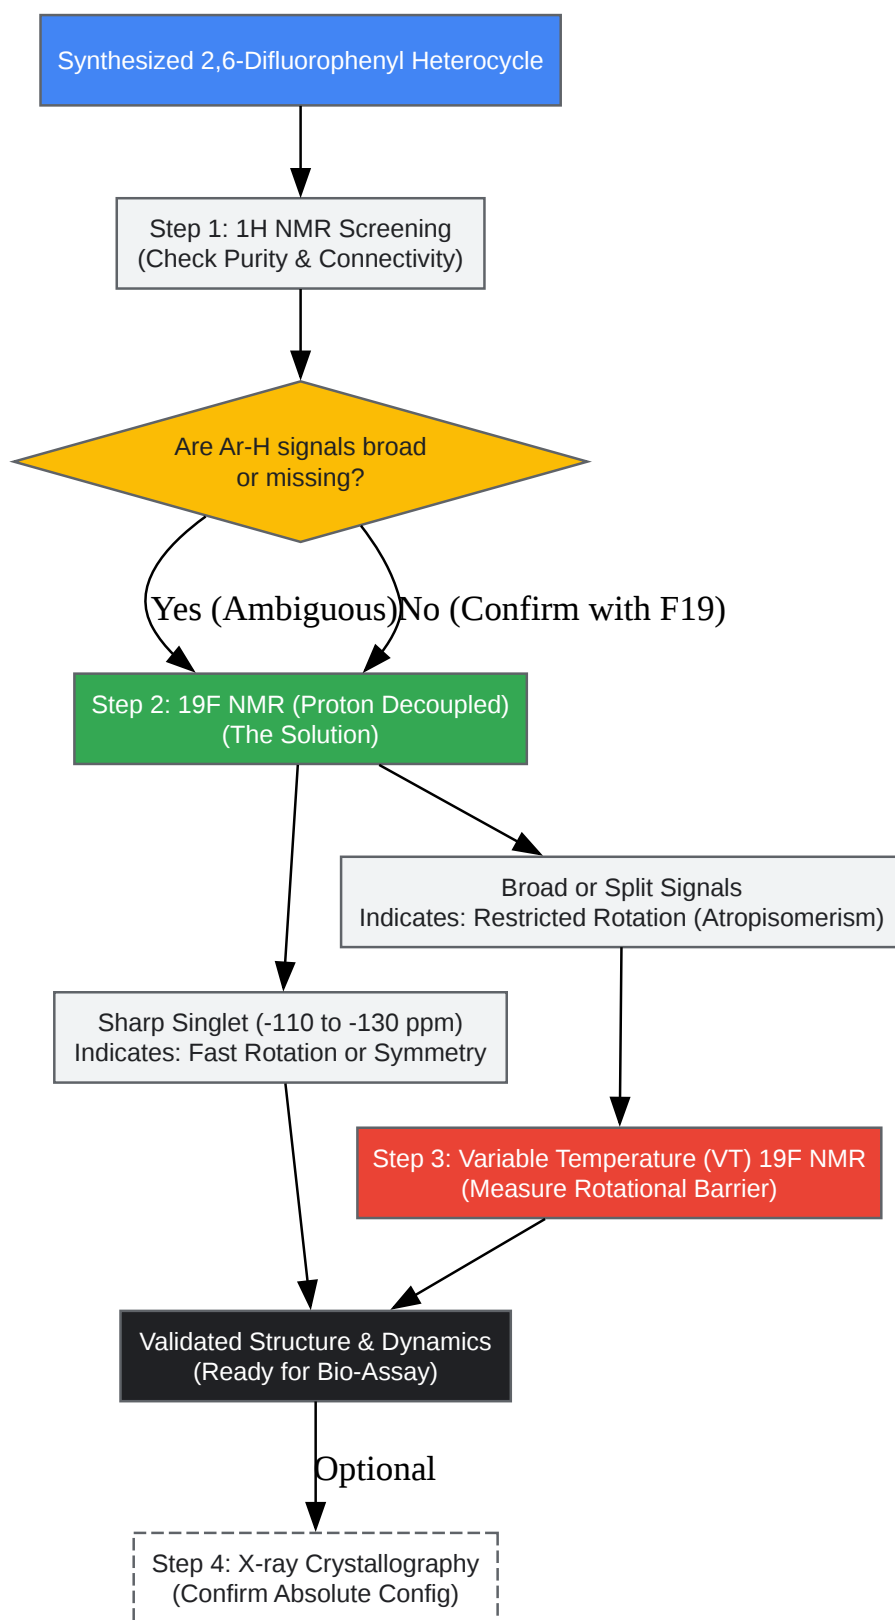 Synthesized 2,6-Difluorophenyl Heterocycle
Step 1: 1H NMR Screening
(Check Purity & Connectivity)
Are Ar-H signals broad
or missing?
Yes (Ambiguous)
No (Confirm with F19)
Step 2: 19F NMR (Proton Decoupled)
(The Solution)
Broad or Split Signals
Indicates: Restricted Rotation (Atropisomerism)
Sharp Singlet (-110 to -130 ppm)
Indicates: Fast Rotation or Symmetry
Step 3: Variable Temperature (VT) 19F NMR
(Measure Rotational Barrier)
Validated Structure & Dynamics
(Ready for Bio-Assay)
Optional
Step 4: X-ray Crystallography
(Confirm Absolute Config)